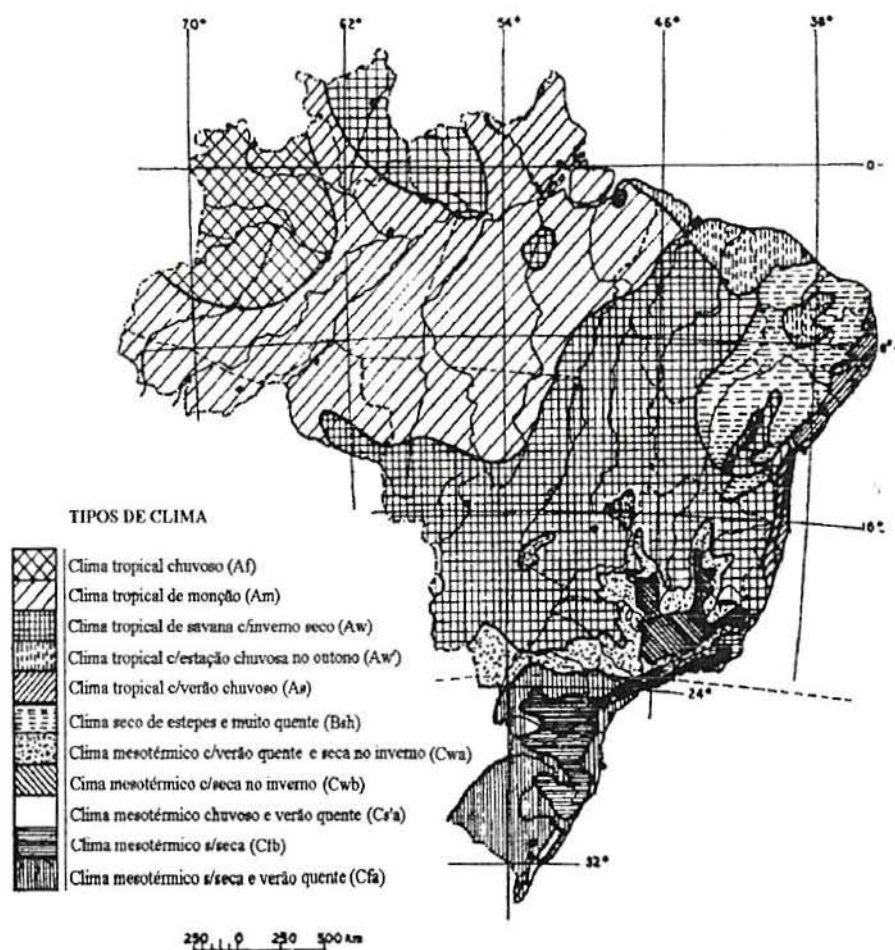 70° 62° 54° 46° 38°
0
8°
16°
TIPOS DE CLIMA
Clima tropical chuvoso (Af)
Clima tropical de monção (Am)
Clima tropical de savana c/inverno seco (Aw)
Clima tropical c/estação chuvosa no outono (Aw')
Clima tropical c/verão chuvoso (As)
24°
Clima seco de estepes e muito quente (Bsh)
Clima mesotérmico c/verão quente e seca no inverno (Cwa)
Cima mesotérmico c/seca no inverno (Cwb)
Clima mesotérmico chuvoso e verão quente (Cs'a)
Clima mesotérmico s/seca (Cfb)
32°
Clima mesotérmico s/seca e verão quente (Cfa)
250 0 250 500 Km